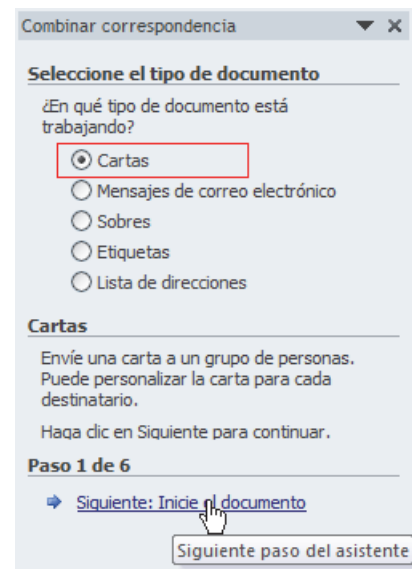 Combinar correspondencia
Seleccione el tipo de documento
¿En qué tipo de documento está
trabajando?
Cartas
Mensajes de correo electrónico
Sobres
Etiquetas
Lista de direcciones
Cartas
Envíe una carta a un grupo de personas.
Puede personalizar la carta para cada
destinatario.
Haga clic en Siguiente para continuar.
Paso 1 de 6
Siguiente: Inicie el documento
Siguiente paso del asistente